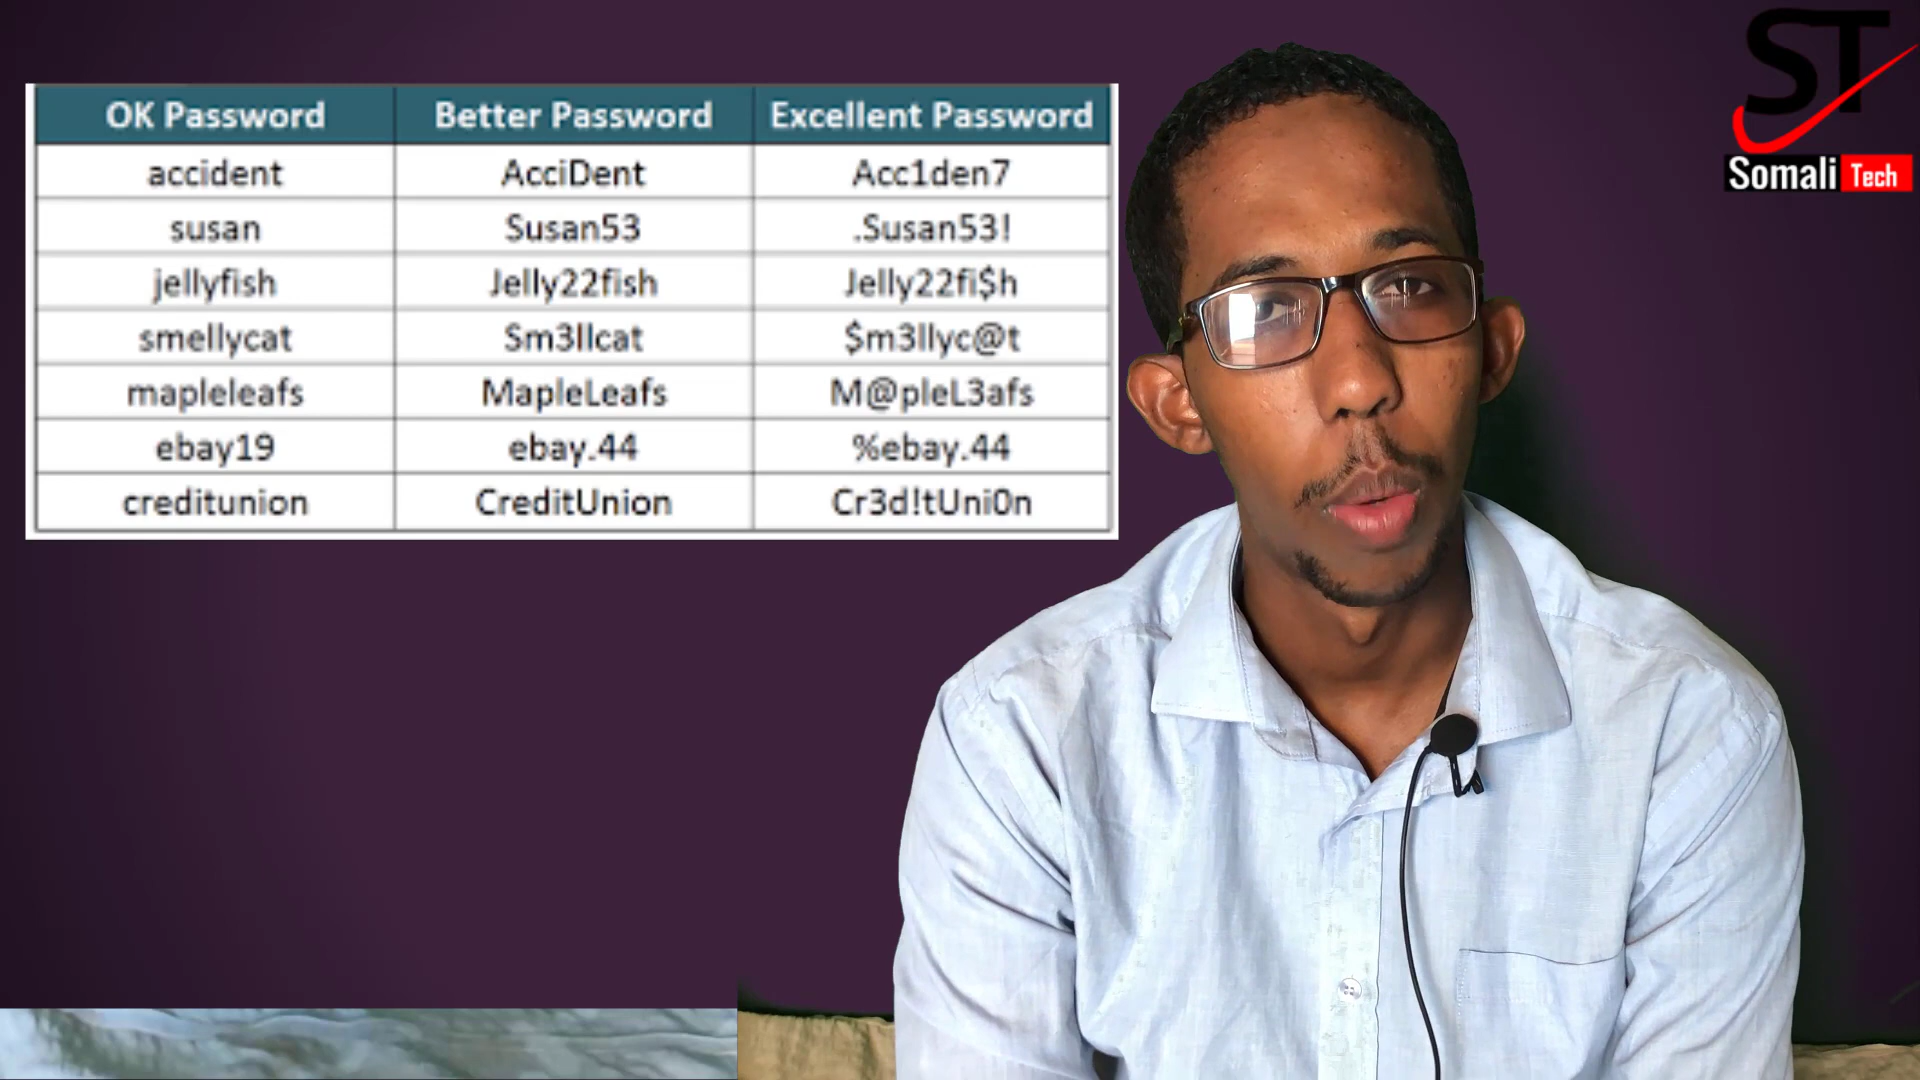 OK Password Better Password Excellent Password
accident AcciDent Acc1den7
susan Susan53 .Susan53!
jellyfish Jelly22fish Jelly22fi$h
smellycat Sm3llcat $m3llyc@t
mapleleafs MapleLeafs M@pleL3afs
ebay19 ebay.44 %ebay.44
creditunion CreditUnion Cr3d!tUni0n
ST
Somali Tech